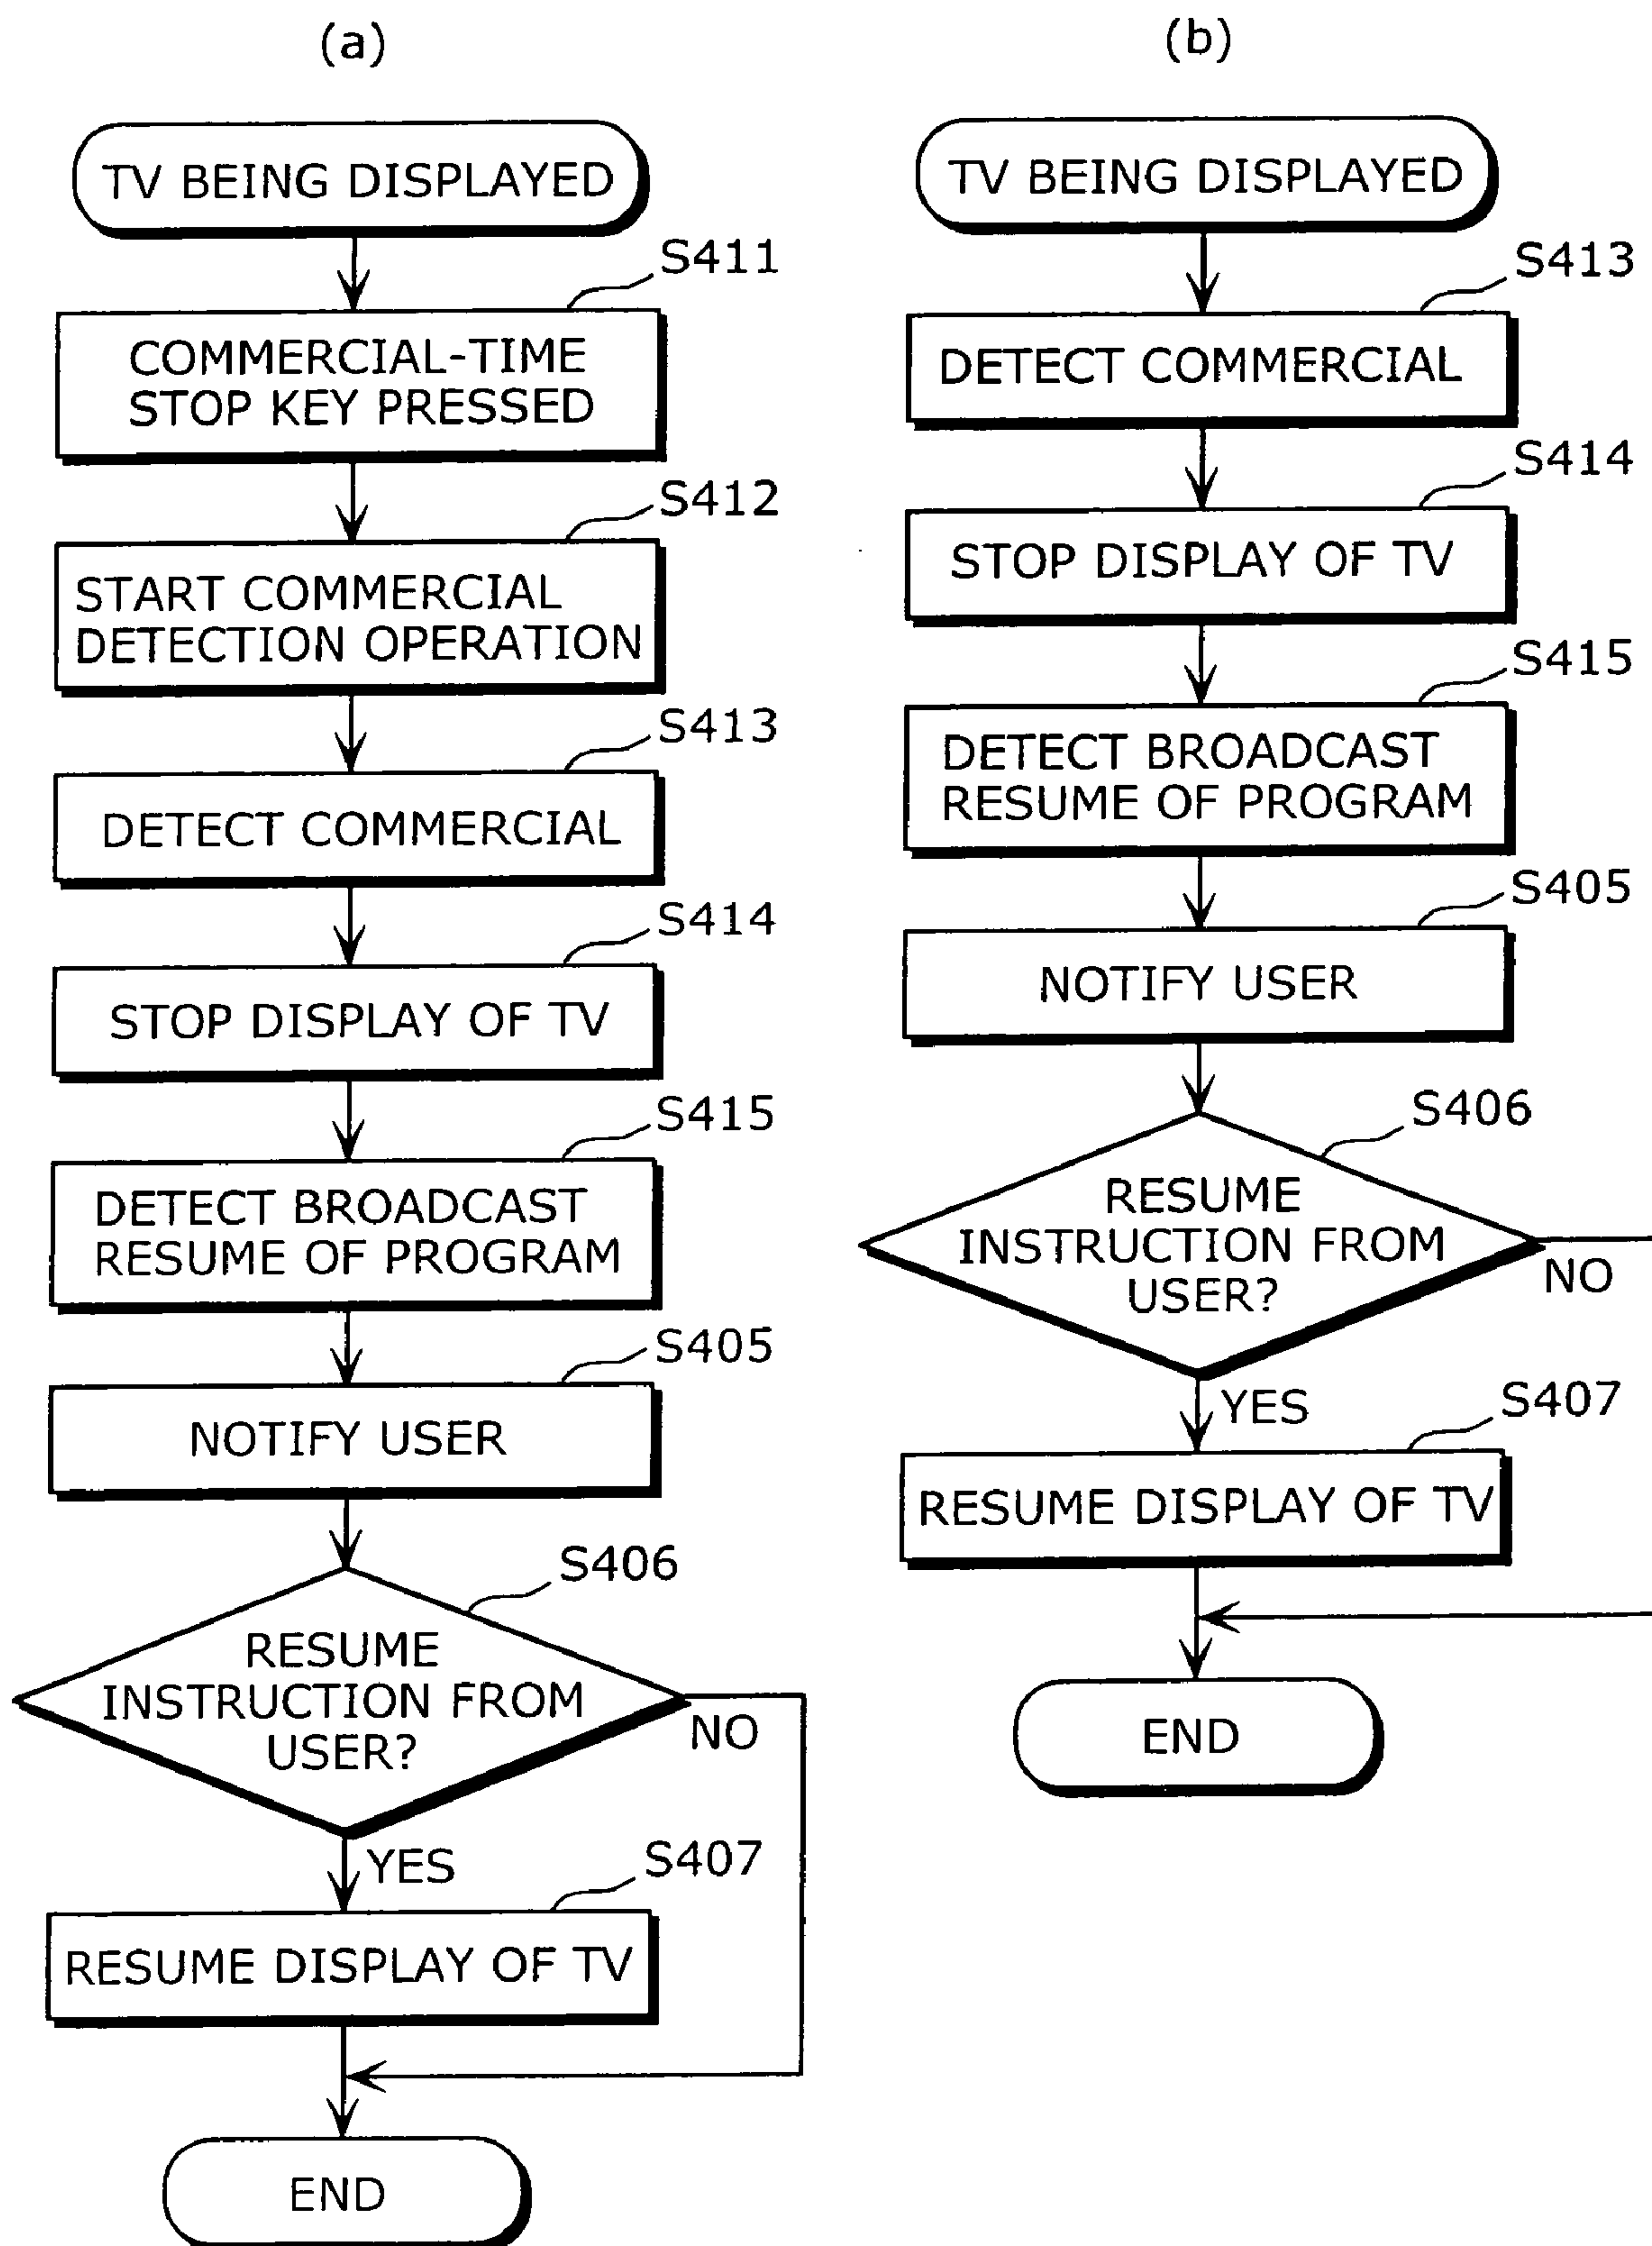 (a)
TV BEING DISPLAYED
S411
COMMERCIAL-TIME
STOP KEY PRESSED
S412
START COMMERCIAL
DETECTION OPERATION
S413
DETECT COMMERCIAL
S414
STOP DISPLAY OF TV
S415
DETECT BROADCAST
RESUME OF PROGRAM
S405
NOTIFY USER
S406
RESUME
INSTRUCTION FROM
USER?
NO
YES
S407
RESUME DISPLAY OF TV
END
(b)
TV BEING DISPLAYED
S413
DETECT COMMERCIAL
S414
STOP DISPLAY OF TV
S415
DETECT BROADCAST
RESUME OF PROGRAM
S405
NOTIFY USER
S406
RESUME
INSTRUCTION FROM
USER?
NO
YES
S407
RESUME DISPLAY OF TV
END